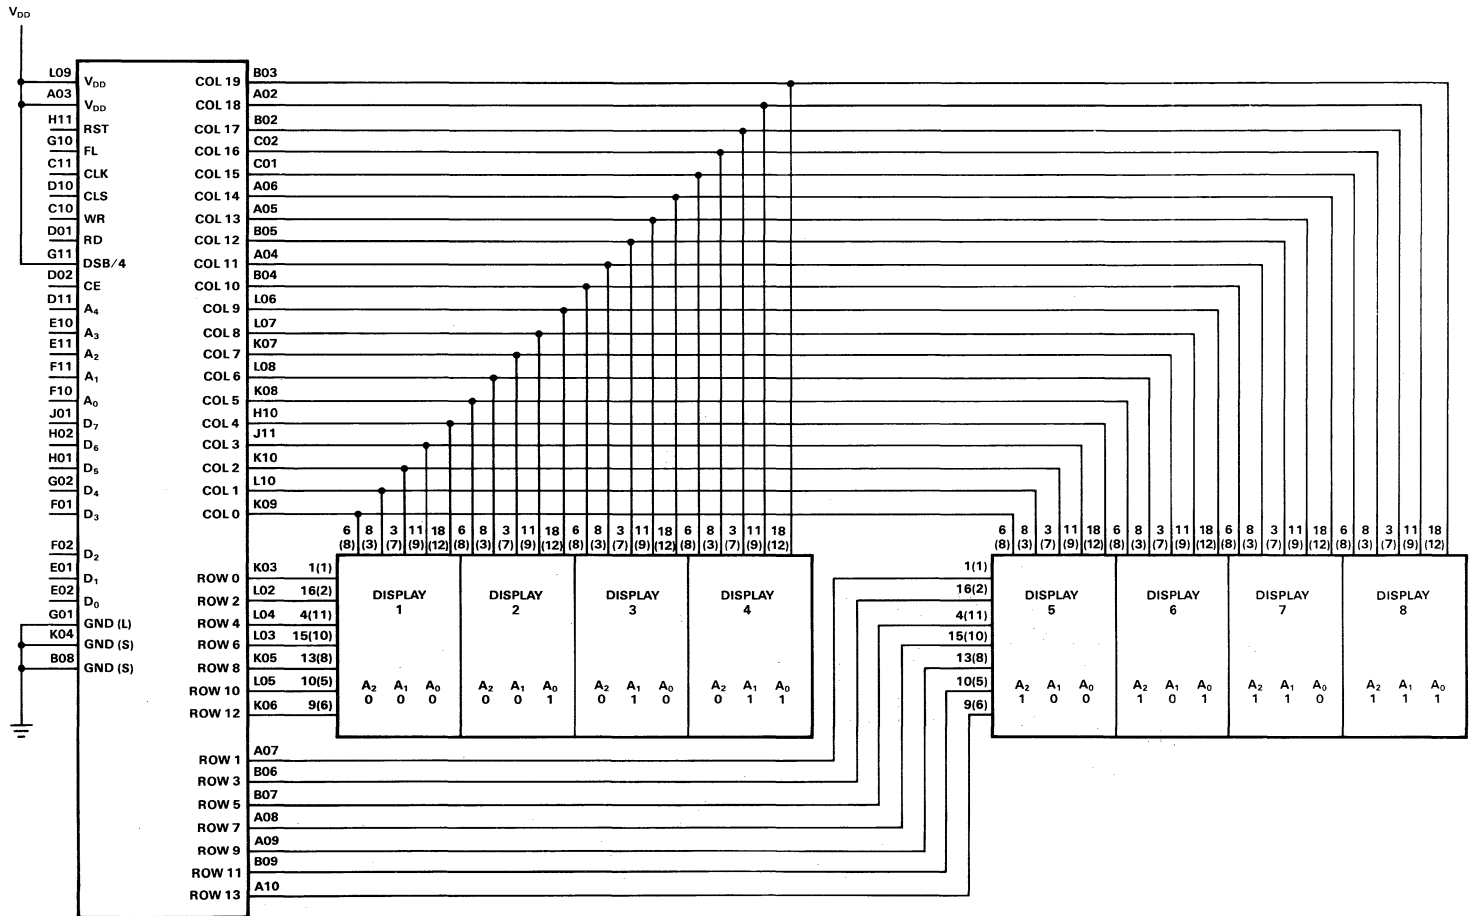 V_DD
L09 V_DD COL 19 B03
A03 V_DD COL 18 A02
H11 RST COL 17 B02
G10 FL COL 16 C02
C11 CLK COL 15 C01
D10 CLS COL 14 A06
C10 WR COL 13 A05
D01 RD COL 12 B05
G11 DSB/4 COL 11 A04
D02 CE COL 10 B04
D11 A₄ COL 9 L06
E10 A₃ COL 8 L07
E11 A₂ COL 7 K07
F11 A₁ COL 6 L08
F10 A₀ COL 5 K08
J01 D₇ COL 4 H10
H02 D₆ COL 3 J11
H01 D₅ COL 2 K10
G02 D₄ COL 1 L10
F01 D₃ COL 0 K09
F02 D₂
E01 D₁ ROW 0 K03 1(1)
E02 D₀ ROW 2 L02 16(2)
G01 GND (L) ROW 4 L04 4(11)
K04 GND (S) ROW 6 L03 15(10)
B08 GND (S) ROW 8 K05 13(8)
ROW 10 L05 10(5)
ROW 12 K06 9(6)
ROW 1 A07
ROW 3 B06
ROW 5 B07
ROW 7 A08
ROW 9 A09
ROW 11 B09
ROW 13 A10
6 8 3 11 18 6 8 3 11 18 6 8 3 11 18 6 8 3 11 18
(8) (3) (7) (9) (12) (8) (3) (7) (9) (12) (8) (3) (7) (9) (12) (8) (3) (7) (9) (12)
DISPLAY 1
DISPLAY 2
DISPLAY 3
DISPLAY 4
A₂ A₁ A₀ A₂ A₁ A₀ A₂ A₁ A₀ A₂ A₁ A₀
0 0 0 0 0 1 0 1 0 0 1 1
6 8 3 11 18 6 8 3 11 18 6 8 3 11 18 6 8 3 11 18
(8) (3) (7) (9) (12) (8) (3) (7) (9) (12) (8) (3) (7) (9) (12) (8) (3) (7) (9) (12)
1(1)
16(2)
4(11)
15(10)
13(8)
10(5)
9(6)
DISPLAY 5
DISPLAY 6
DISPLAY 7
DISPLAY 8
A₂ A₁ A₀ A₂ A₁ A₀ A₂ A₁ A₀ A₂ A₁ A₀
1 0 0 1 0 1 1 1 0 1 1 1